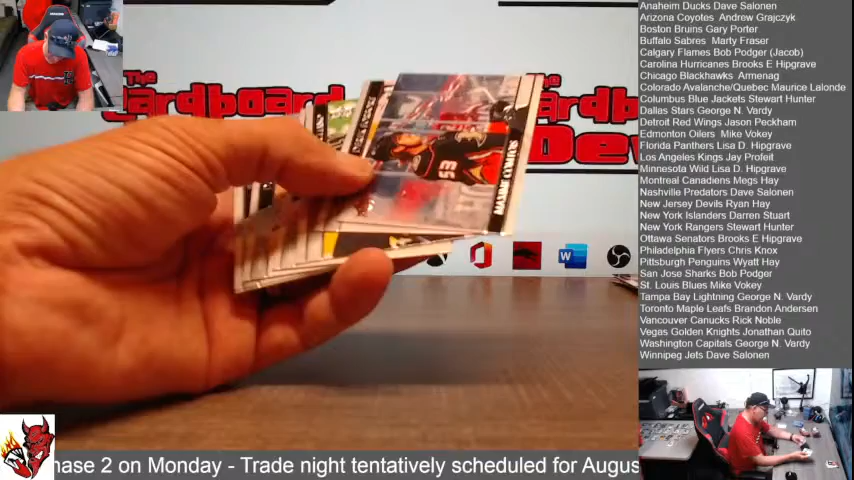 Anaheim Ducks Dave Salonen
Arizona Coyotes Andrew Grajczyk
Boston Bruins Gary Porter
Buffalo Sabres Marty Fraser
Calgary Flames Bob Podger (Jacob)
Carolina Hurricanes Brooks E Hipgrave
Chicago Blackhawks Armenag
Colorado Avalanche/Quebec Maurice Lalonde
Columbus Blue Jackets Stewart Hunter
Dallas Stars George N. Vardy
Detroit Red Wings Jason Peckham
Edmonton Oilers Mike Vokey
Florida Panthers Lisa D. Hipgrave
Los Angeles Kings Jay Profeit
Minnesota Wild Lisa D. Hipgrave
Montreal Canadiens Megs Hay
Nashville Predators Dave Salonen
New Jersey Devils Ryan Hay
New York Islanders Darren Stuart
New York Rangers Stewart Hunter
Ottawa Senators Brooks E Hipgrave
Philadelphia Flyers Chris Knox
Pittsburgh Penguins Wyatt Hay
San Jose Sharks Bob Podger
St. Louis Blues Mike Vokey
Tampa Bay Lightning George N. Vardy
Toronto Maple Leafs Brandon Andersen
Vancouver Canucks Rick Noble
Vegas Golden Knights Jonathan Quito
Washington Capitals George N. Vardy
Winnipeg Jets Dave Salonen
The
The
ardboard
De
MAXIME COMTOIS
53
W
hase 2 on Monday - Trade night tentatively scheduled for Augus